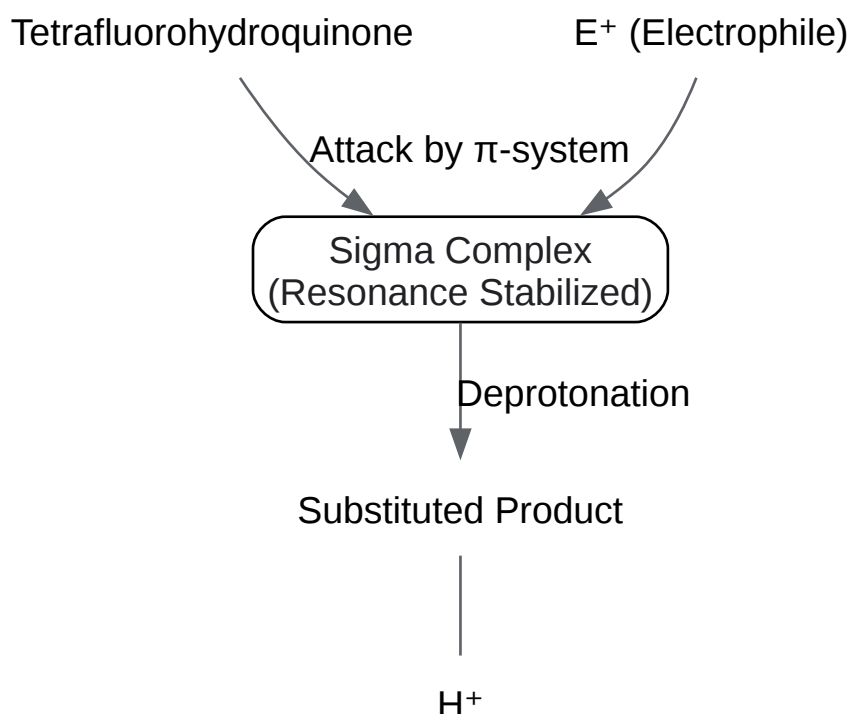 Tetrafluorohydroquinone
E⁺ (Electrophile)
Attack by π-system
Sigma Complex
(Resonance Stabilized)
Deprotonation
Substituted Product
H⁺